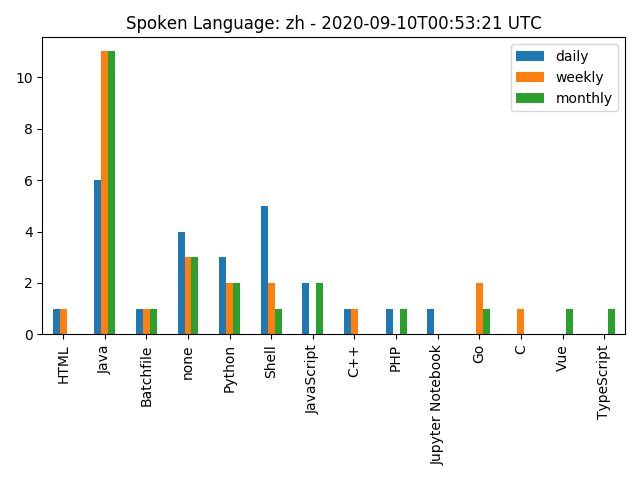 Spoken Language: zh - 2020-09-10T00:53:21 UTC
daily
weekly
monthly
10
8
6
4
2
0
HTML
Java
Batchfile
none
Python
Shell
JavaScript
C++
PHP
Jupyter Notebook
Go
C
Vue
TypeScript